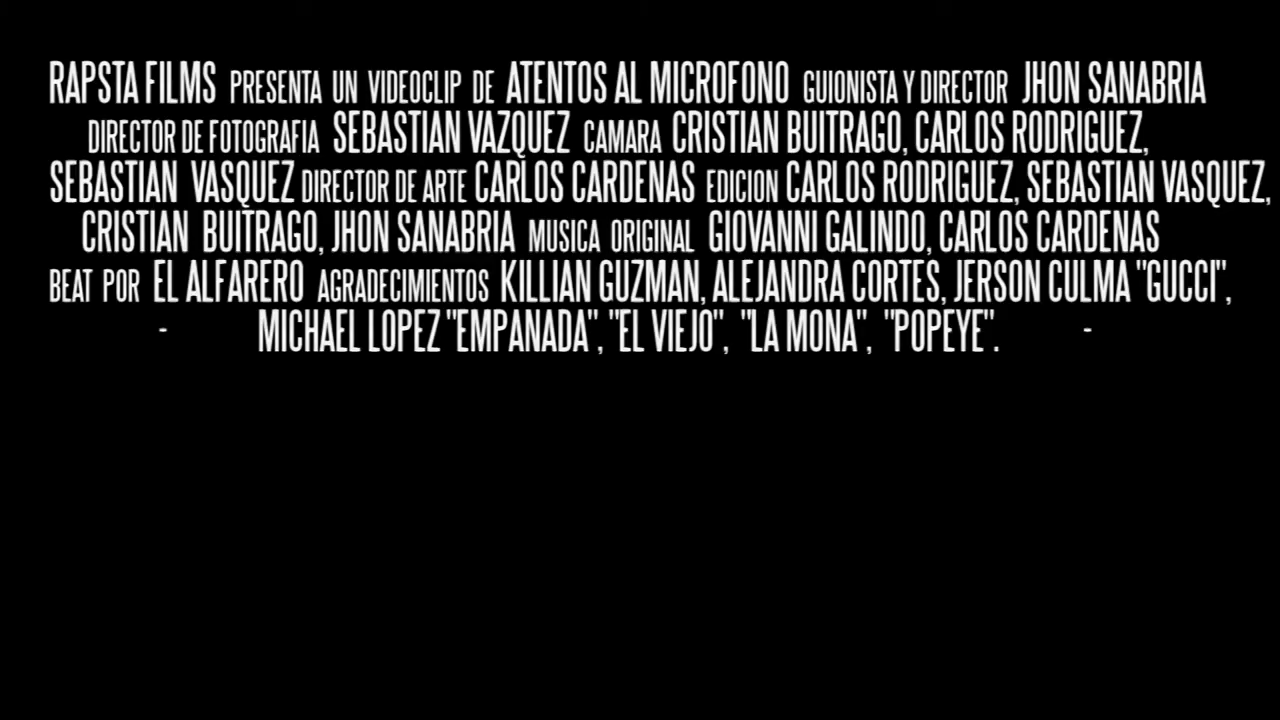 RAPSTA FILMS PRESENTA UN VIDEOCLIP DE ATENTOS AL MICROFONO GUIONISTA Y DIRECTOR JHON SANABRIA
DIRECTOR DE FOTOGRAFIA SEBASTIAN VAZQUEZ CAMARA CRISTIAN BUITRAGO, CARLOS RODRIGUEZ,
SEBASTIAN VASQUEZ DIRECTOR DE ARTE CARLOS CARDENAS EDICION CARLOS RODRIGUEZ, SEBASTIAN VASQUEZ,
CRISTIAN BUITRAGO, JHON SANABRIA MUSICA ORIGINAL GIOVANNI GALINDO, CARLOS CARDENAS
BEAT POR EL ALFARERO AGRADECIMIENTOS KILLIAN GUZMAN, ALEJANDRA CORTES, JERSON CULMA "GUCCI",
- MICHAEL LOPEZ "EMPANADA", "EL VIEJO", "LA MONA", "POPEYE". -